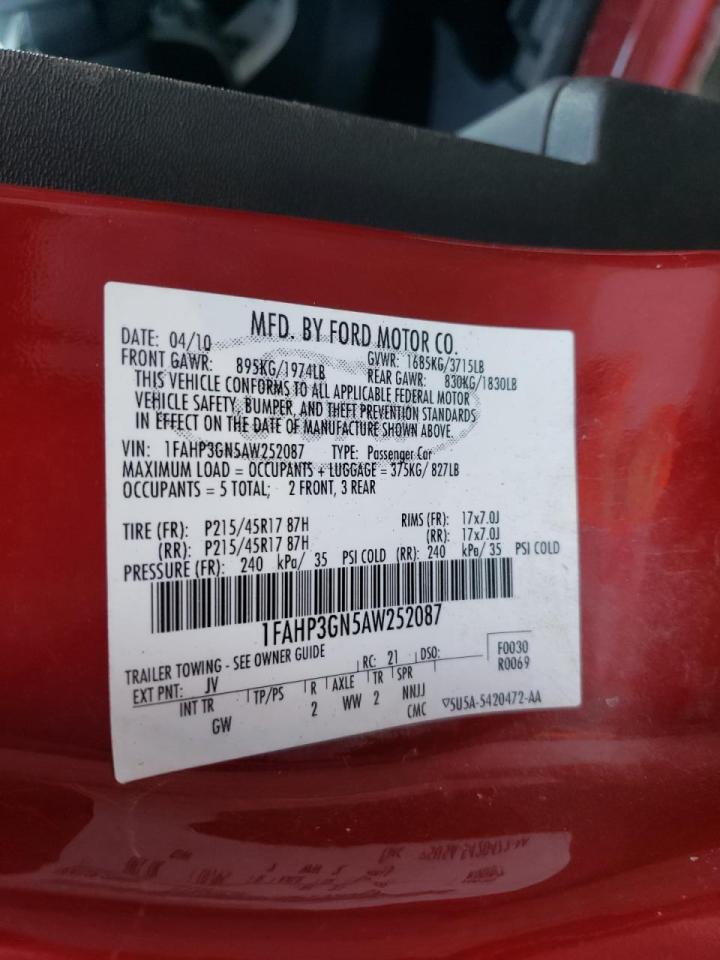 MFD. BY FORD MOTOR CO.
DATE: 04/10 GVWR: 1685KG/3715LB
FRONT GAWR: 895KG/1974LB REAR GAWR: 830KG/1830LB
THIS VEHICLE CONFORMS TO ALL APPLICABLE FEDERAL MOTOR
VEHICLE SAFETY, BUMPER, AND THEFT PREVENTION STANDARDS
IN EFFECT ON THE DATE OF MANUFACTURE SHOWN ABOVE.
VIN: 1FAHP3GN5AW252087 TYPE: Passenger Car
MAXIMUM LOAD = OCCUPANTS + LUGGAGE = 375KG/ 827LB
OCCUPANTS = 5 TOTAL; 2 FRONT, 3 REAR
TIRE (FR): P215/45R17 87H RIMS (FR): 17x7.0J
(RR): P215/45R17 87H (RR): 17x7.0J
PRESSURE (FR): 240 kPa/ 35 PSI COLD (RR): 240 kPa/ 35 PSI COLD
1FAHP3GN5AW252087
TRAILER TOWING - SEE OWNER GUIDE F0030
RC: 21 DSO: R0069
EXT PNT: JV
INT TR TP/PS R AXLE TR SPR
GW 2 WW 2 NNJJ
CMC ▽5U5A-5420472-AA